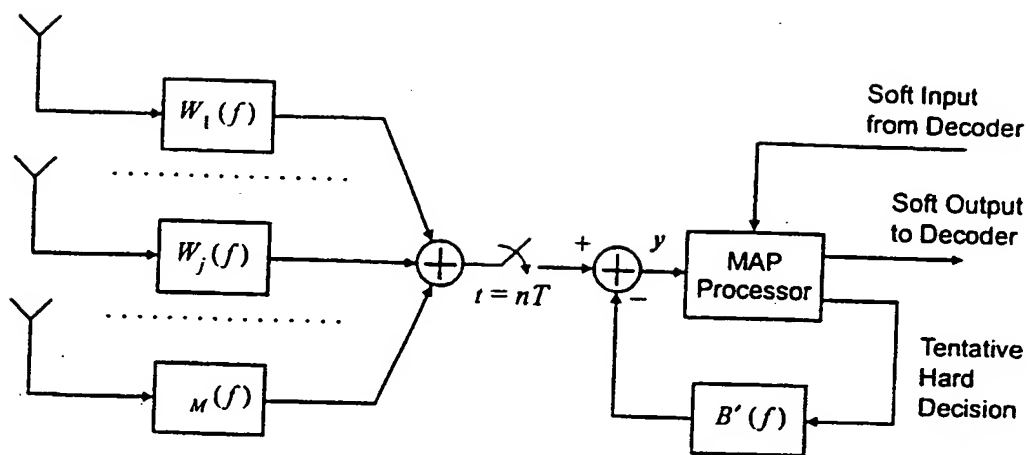 W₁(f)
Wⱼ(f)
M(f)
t = nT
+
−
y
Soft Input
from Decoder
Soft Output
to Decoder
MAP
Processor
Tentative
Hard
Decision
B′(f)